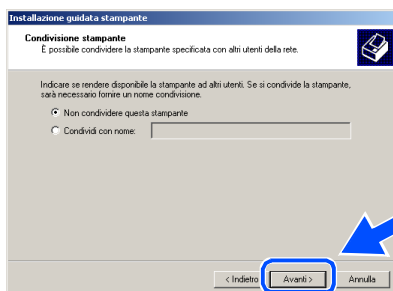 Installazione guidata stampante
Condivisione stampante
È possibile condividere la stampante specificata con altri utenti della rete.
Indicare se rendere disponibile la stampante ad altri utenti. Se si condivide la stampante,
sarà necessario fornire un nome condivisione.
Non condividere questa stampante
Condividi con nome:
< Indietro
Avanti >
Annulla